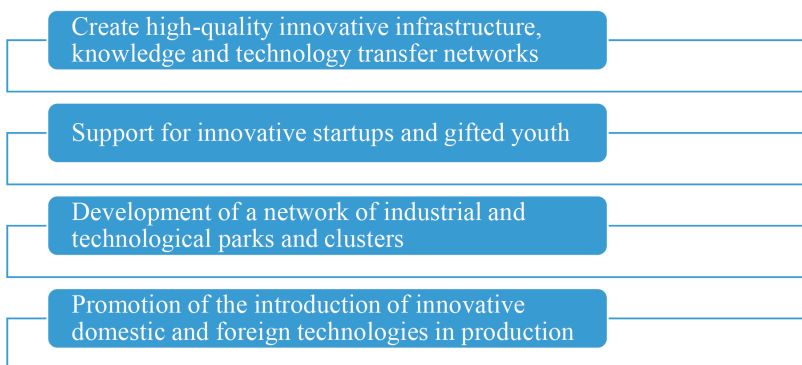 Create high-quality innovative infrastructure,
knowledge and technology transfer networks
Support for innovative startups and gifted youth
Development of a network of industrial and
technological parks and clusters
Promotion of the introduction of innovative
domestic and foreign technologies in production